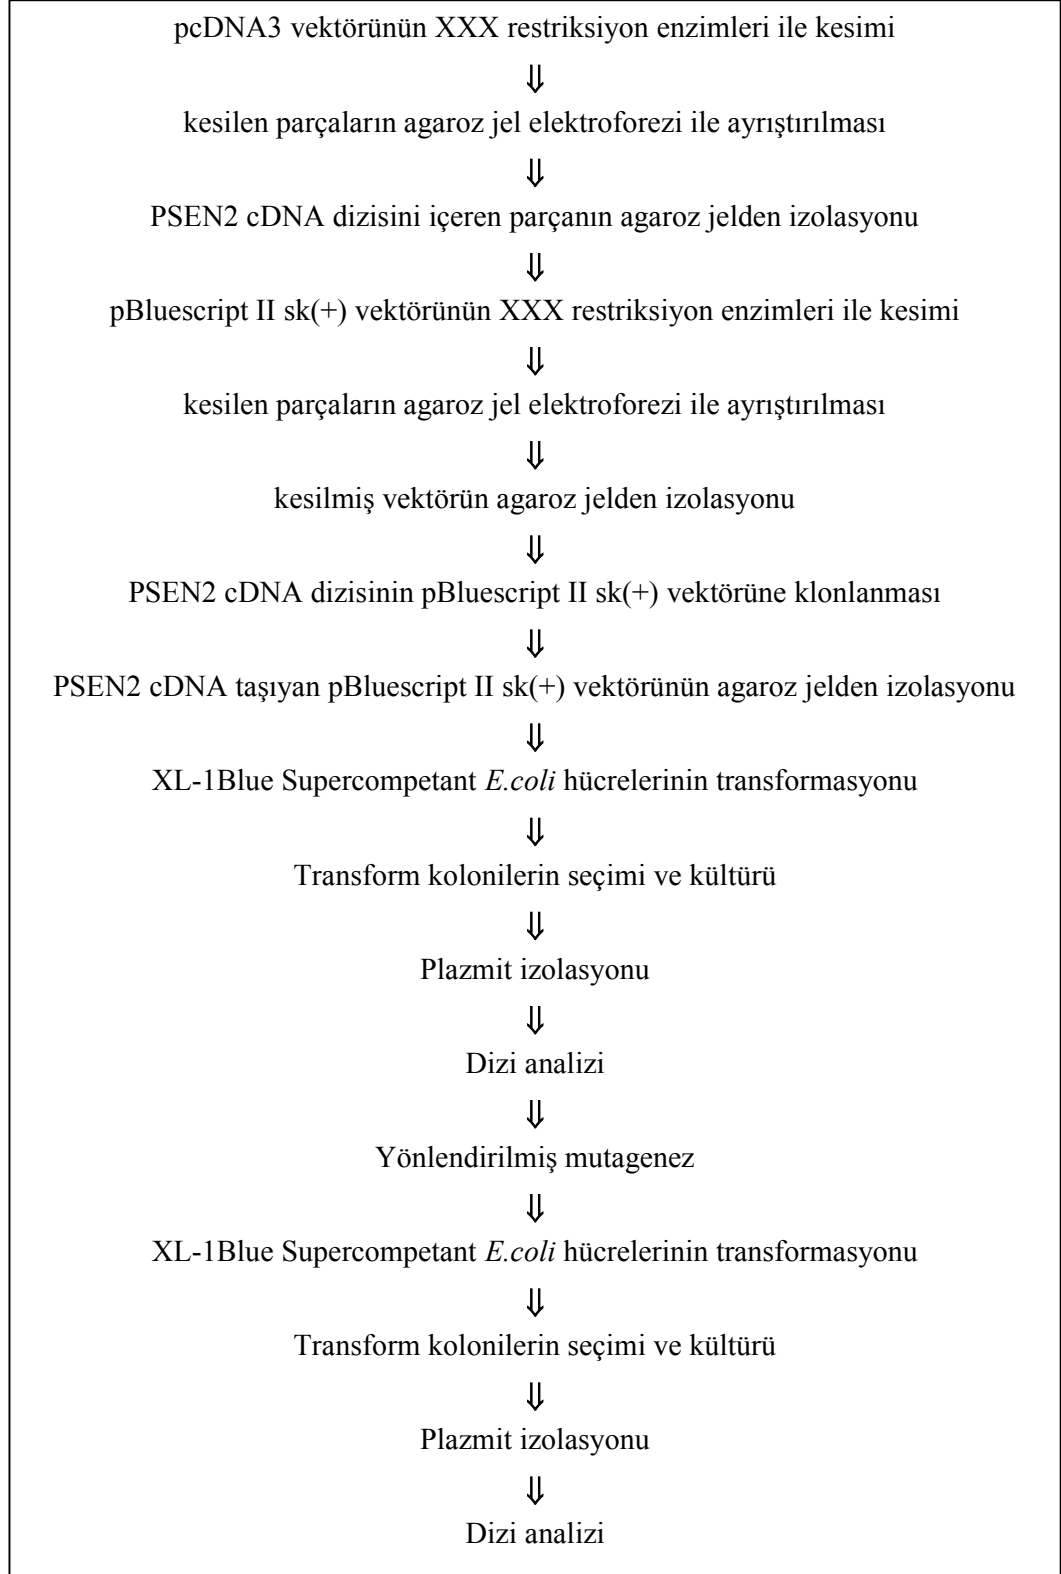 pcDNA3 vektörünün XXX restriksiyon enzimleri ile kesimi
⇓
kesilen parçaların agaroz jel elektroforezi ile ayrıştırılması
⇓
PSEN2 cDNA dizisini içeren parçanın agaroz jelden izolasyonu
⇓
pBluescript II sk(+) vektörünün XXX restriksiyon enzimleri ile kesimi
⇓
kesilen parçaların agaroz jel elektroforezi ile ayrıştırılması
⇓
kesilmiş vektörün agaroz jelden izolasyonu
⇓
PSEN2 cDNA dizisinin pBluescript II sk(+) vektörüne klonlanması
⇓
PSEN2 cDNA taşıyan pBluescript II sk(+) vektörünün agaroz jelden izolasyonu
⇓
XL-1Blue Supercompetant E.coli hücrelerinin transformasyonu
⇓
Transform kolonilerin seçimi ve kültürü
⇓
Plazmit izolasyonu
⇓
Dizi analizi
⇓
Yönlendirilmiş mutagenez
⇓
XL-1Blue Supercompetant E.coli hücrelerinin transformasyonu
⇓
Transform kolonilerin seçimi ve kültürü
⇓
Plazmit izolasyonu
⇓
Dizi analizi